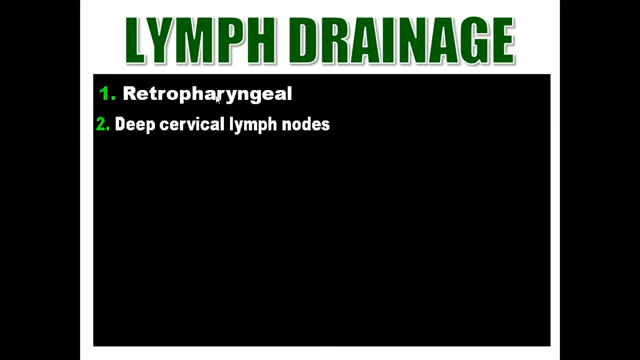 LYMPH DRAINAGE
1. Retropharyngeal
2. Deep cervical lymph nodes